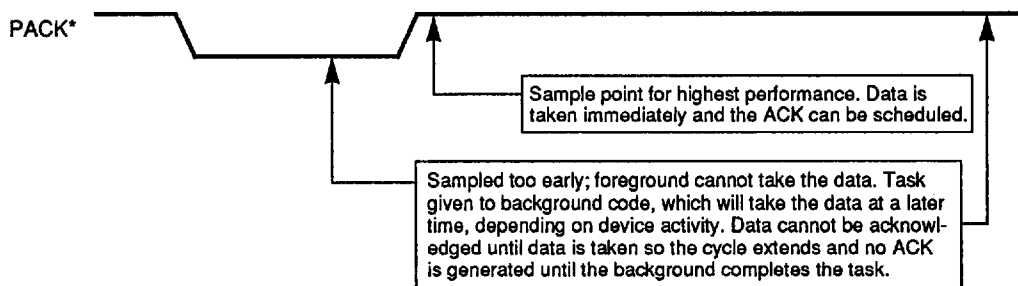 PACK*
Sample point for highest performance. Data is
taken immediately and the ACK can be scheduled.
Sampled too early; foreground cannot take the data. Task
given to background code, which will take the data at a later
time, depending on device activity. Data cannot be acknowl-
edged until data is taken so the cycle extends and no ACK
is generated until the background completes the task.